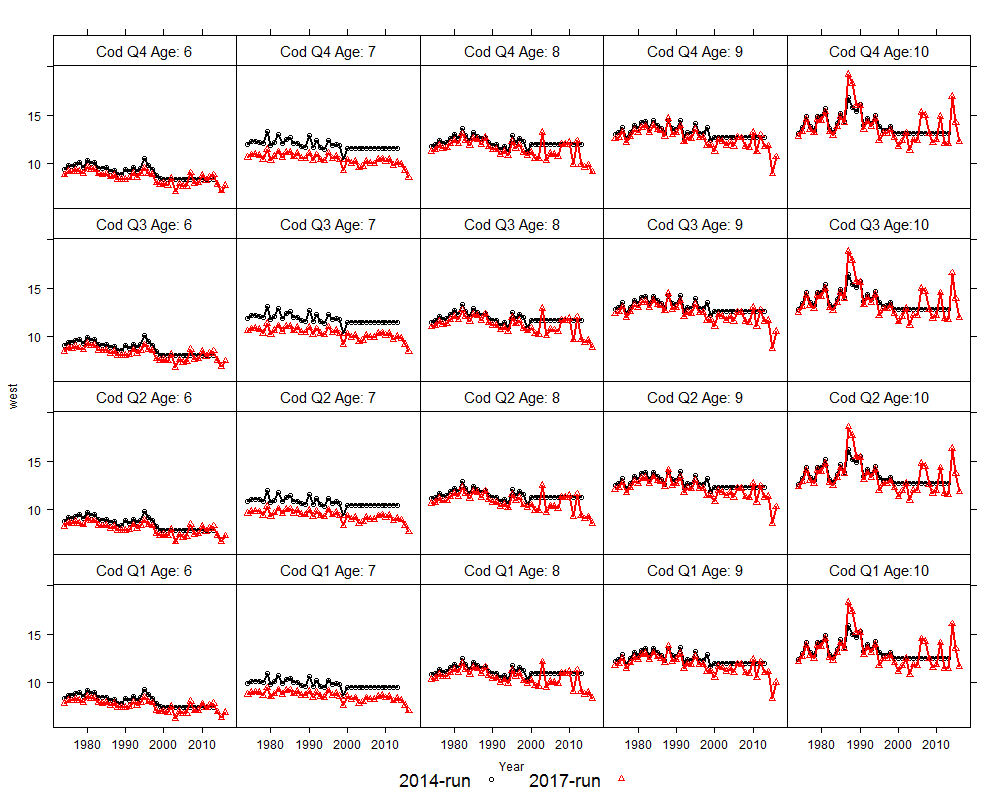 Cod Q4 Age: 6 Cod Q4 Age: 7 Cod Q4 Age: 8 Cod Q4 Age: 9 Cod Q4 Age:10
15
10
Cod Q3 Age: 6 Cod Q3 Age: 7 Cod Q3 Age: 8 Cod Q3 Age: 9 Cod Q3 Age:10
15
10
west
Cod Q2 Age: 6 Cod Q2 Age: 7 Cod Q2 Age: 8 Cod Q2 Age: 9 Cod Q2 Age:10
15
10
Cod Q1 Age: 6 Cod Q1 Age: 7 Cod Q1 Age: 8 Cod Q1 Age: 9 Cod Q1 Age:10
15
10
1980 1990 2000 2010 1980 1990 2000 2010 1980 1990 2000 2010 1980 1990 2000 2010 1980 1990 2000 2010
Year
2014-run 2017-run